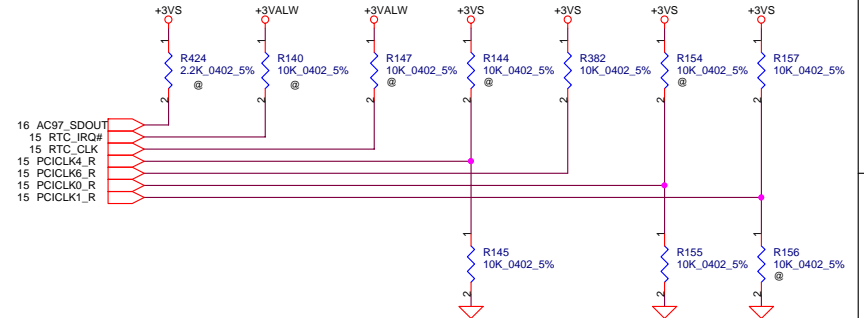 +3VS +3VALW +3VALW +3VS +3VS +3VS +3VS
1 1 1 1 1 1 1
R424 R140 R147 R144 R382 R154 R157
2.2K_0402_5% 10K_0402_5% 10K_0402_5% 10K_0402_5% 10K_0402_5% 10K_0402_5% 10K_0402_5%
@ @ @ @
2 2 2 2 2 2 2
16 AC97_SDOUT
15 RTC_IRQ#
15 RTC_CLK
15 PCICLK4_R
15 PCICLK6_R
15 PCICLK0_R
15 PCICLK1_R
1 1 1
R145 R155 R156
10K_0402_5% 10K_0402_5% 10K_0402_5%
@
2 2 2